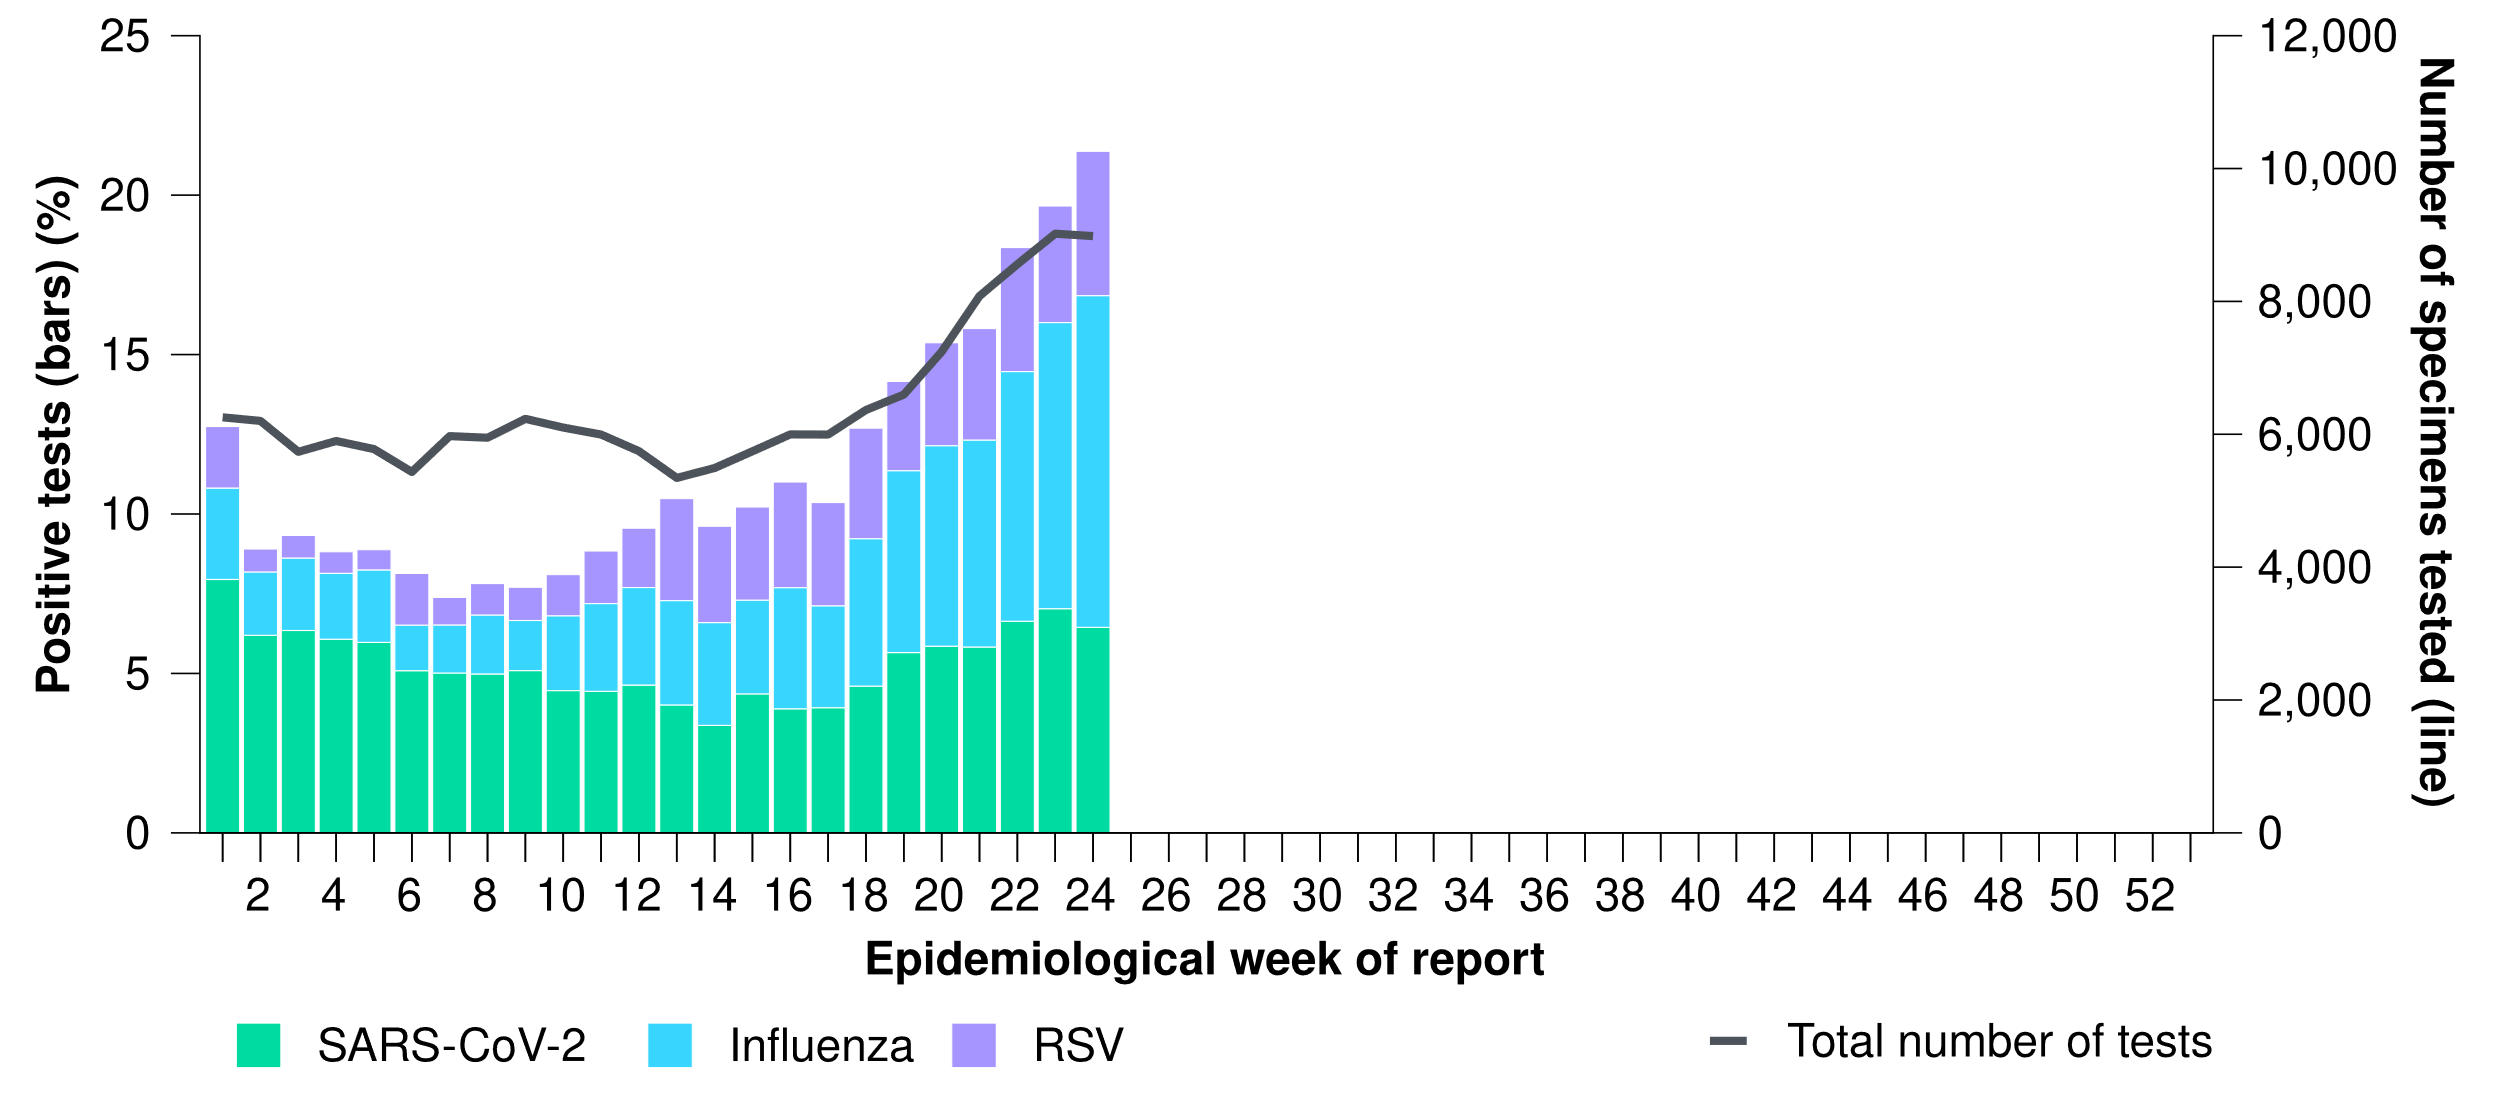 Positive tests (bars) (%)
25
20
15
10
5
0
12,000
10,000
8,000
6,000
4,000
2,000
0
Number of specimens tested (line)
2 4 6 8 10 12 14 16 18 20 22 24 26 28 30 32 34 36 38 40 42 44 46 48 50 52
Epidemiological week of report
SARS-CoV-2 Influenza RSV Total number of tests